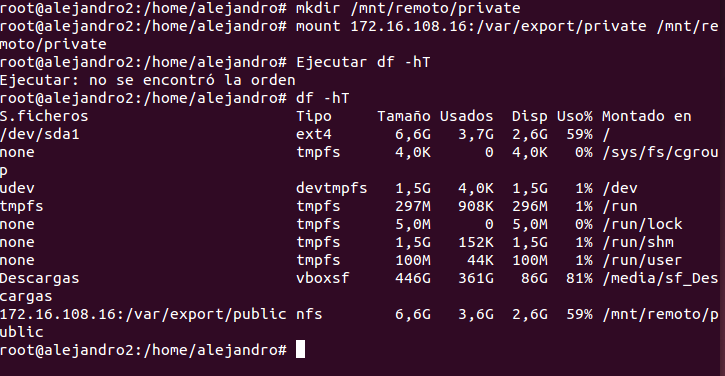 root@alejandro2:/home/alejandro# mkdir /mnt/remoto/private
root@alejandro2:/home/alejandro# mount 172.16.108.16:/var/export/private /mnt/re
moto/private
root@alejandro2:/home/alejandro# Ejecutar df -hT
Ejecutar: no se encontró la orden
root@alejandro2:/home/alejandro# df -hT
S.ficheros                        Tipo     Tamaño Usados  Disp Uso% Montado en
/dev/sda1                         ext4       6,6G   3,7G  2,6G  59% /
none                              tmpfs      4,0K      0  4,0K   0% /sys/fs/cgrou
p
udev                              devtmpfs   1,5G   4,0K  1,5G   1% /dev
tmpfs                             tmpfs      297M   908K  296M   1% /run
none                              tmpfs      5,0M      0  5,0M   0% /run/lock
none                              tmpfs      1,5G   152K  1,5G   1% /run/shm
none                              tmpfs      100M    44K  100M   1% /run/user
Descargas                         vboxsf     446G   361G   86G  81% /media/sf_Des
cargas
172.16.108.16:/var/export/public nfs        6,6G   3,6G  2,6G  59% /mnt/remoto/p
ublic
root@alejandro2:/home/alejandro#